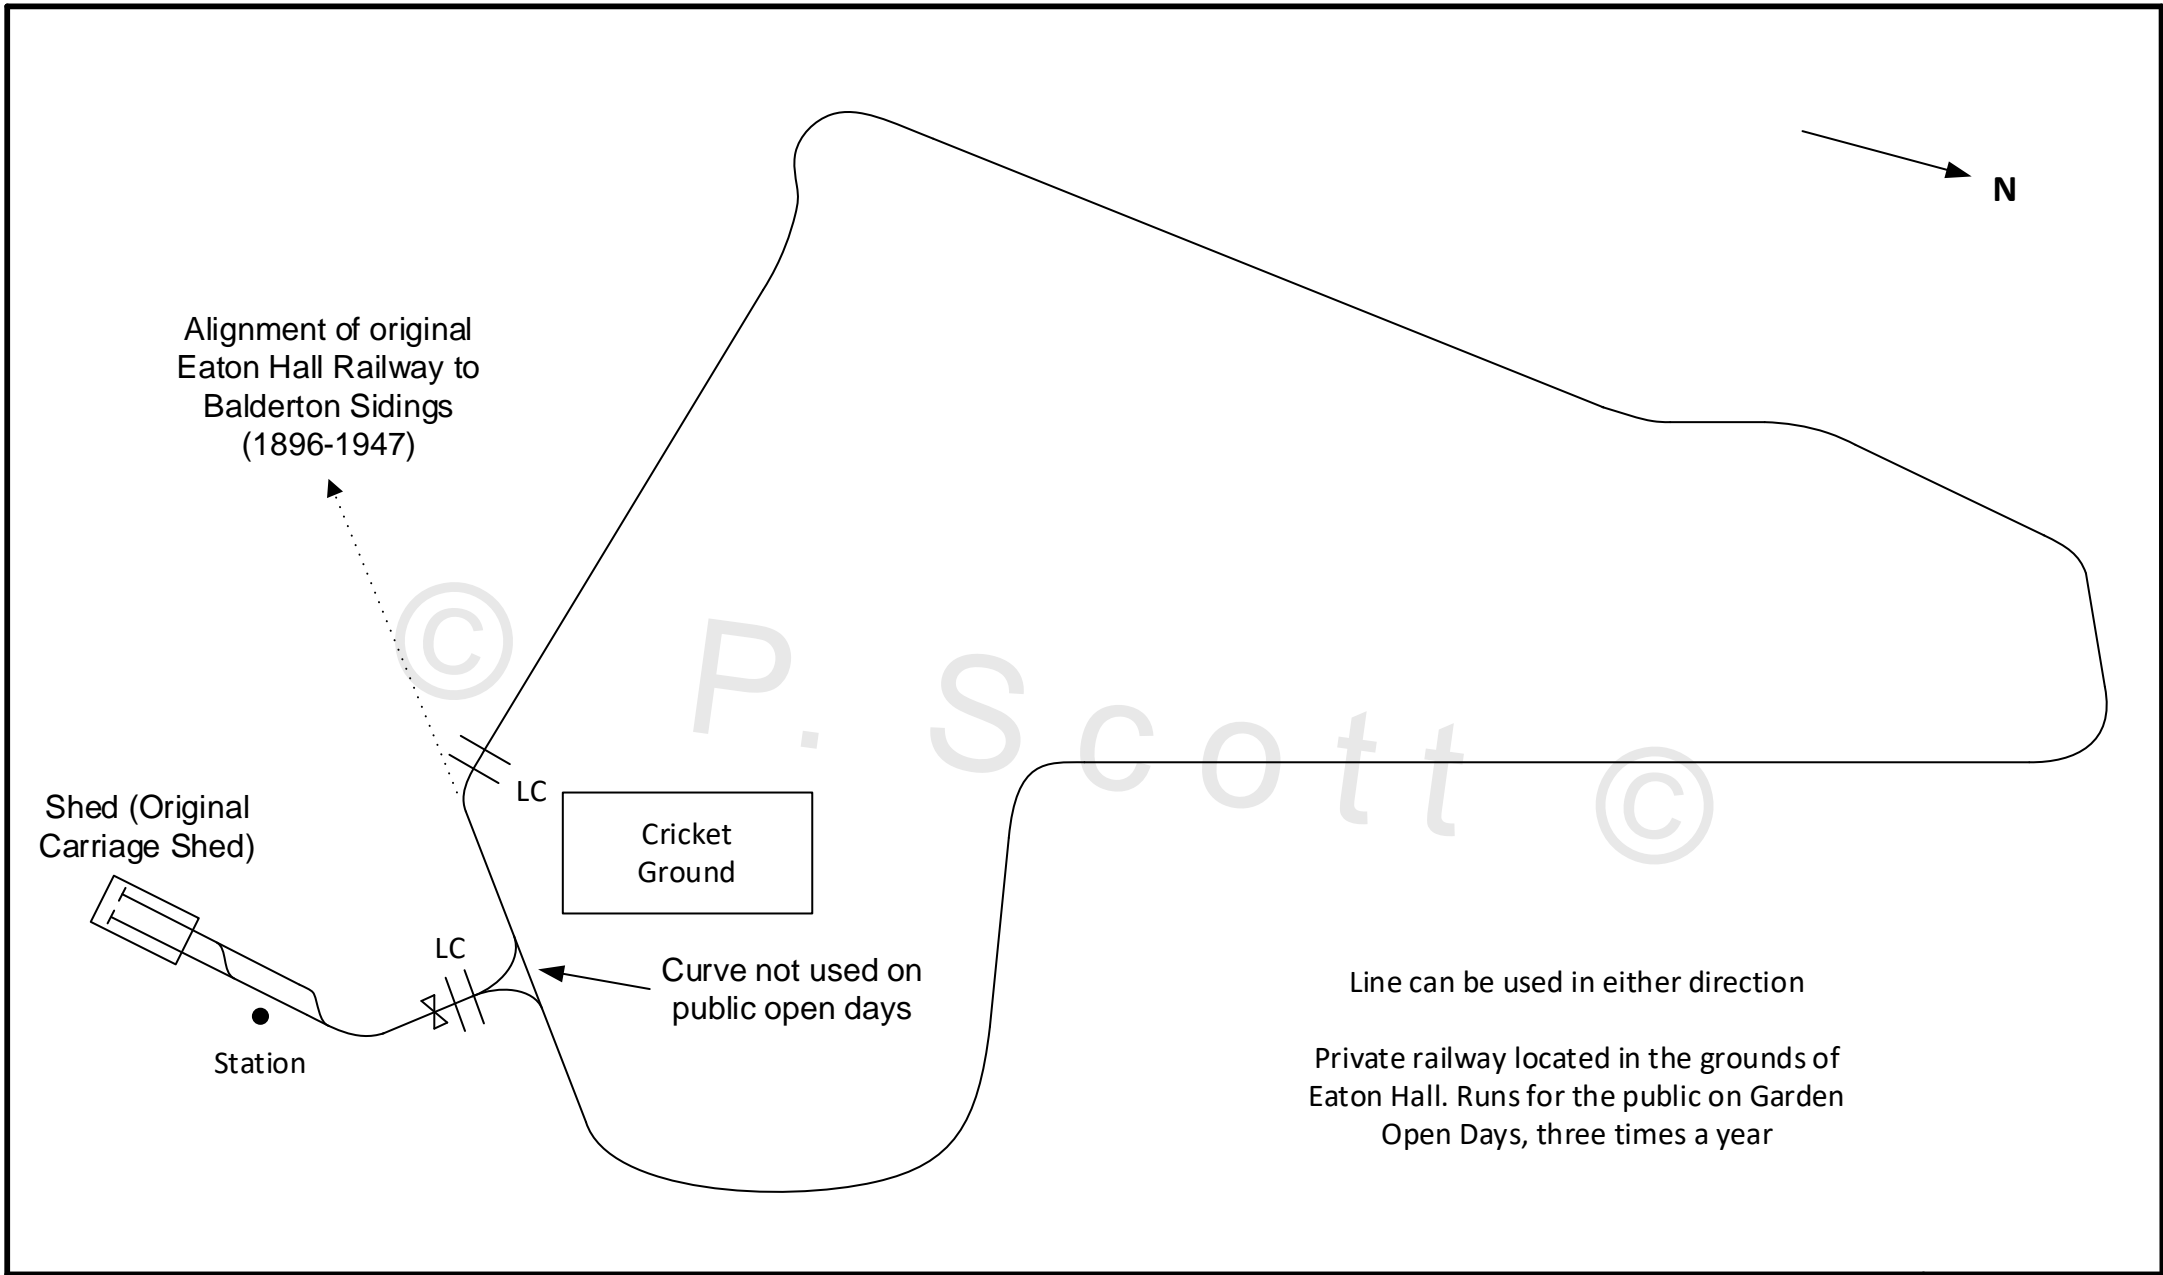 N
Alignment of original
Eaton Hall Railway to
Balderton Sidings
(1896-1947)
© P. Scott ©
LC
Shed (Original
Carriage Shed)
Cricket
Ground
LC
Curve not used on
public open days
Station
Line can be used in either direction
Private railway located in the grounds of
Eaton Hall. Runs for the public on Garden
Open Days, three times a year